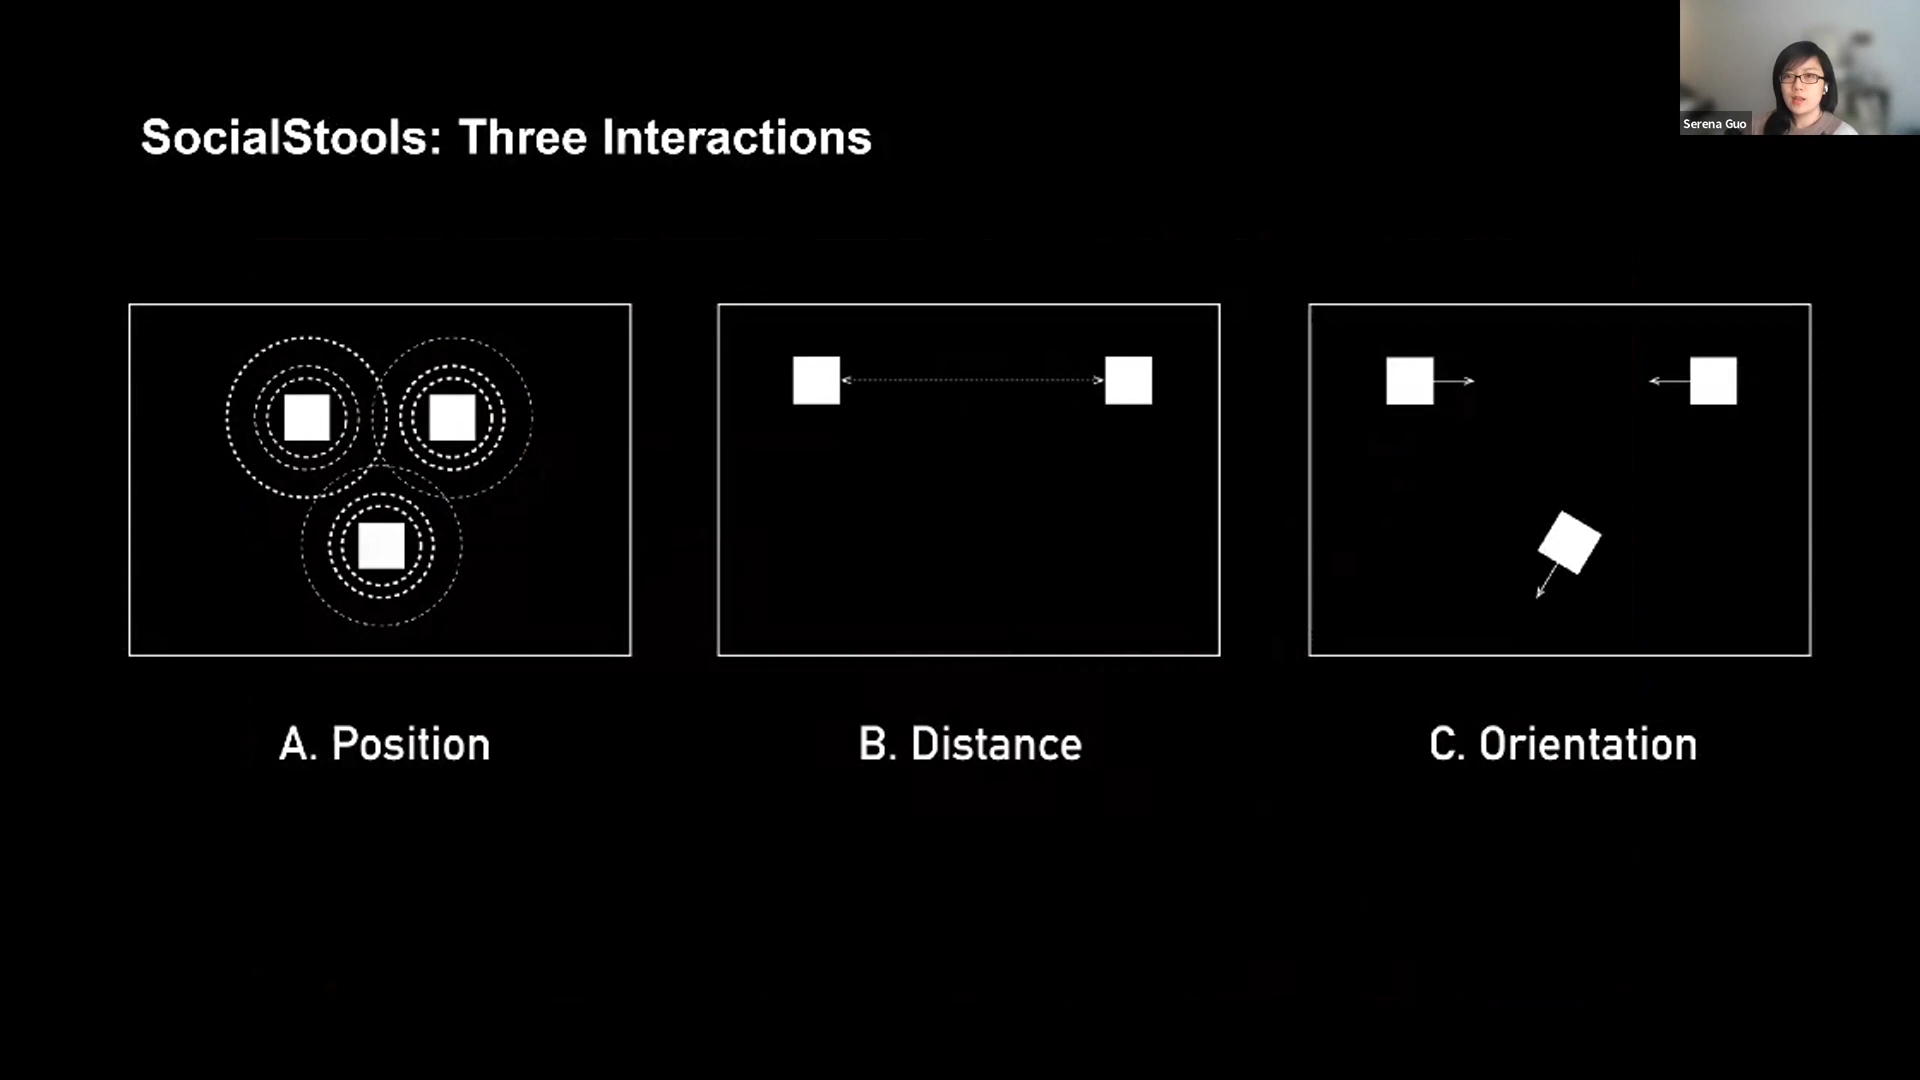 SocialStools: Three Interactions
Serena Guo
A. Position
B. Distance
C. Orientation